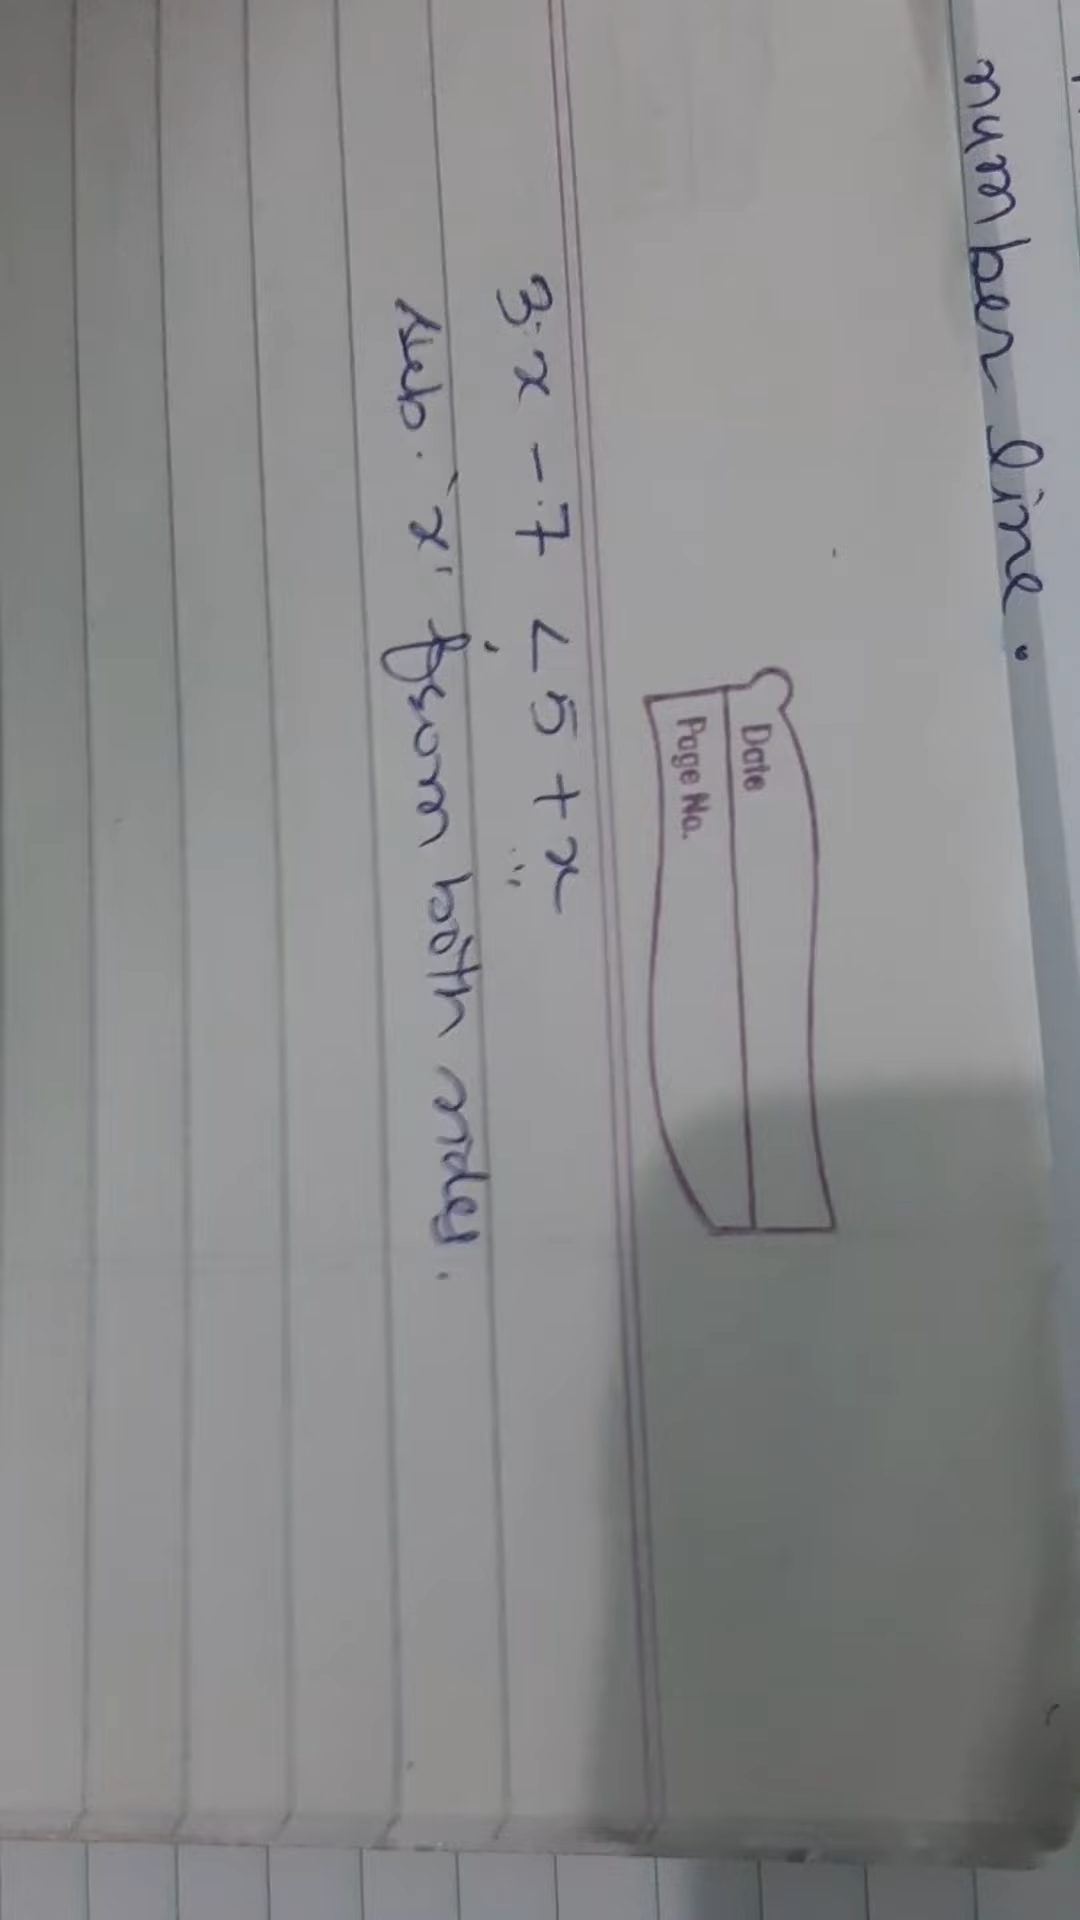 number line.
Date
Page No.
3x - 7 < 5 + x
sub. 'x' from both sides.